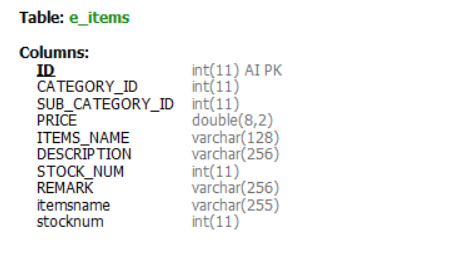 Table: e_items
Columns:
ID int(11) AI PK
CATEGORY_ID int(11)
SUB_CATEGORY_ID int(11)
PRICE double(8,2)
ITEMS_NAME varchar(128)
DESCRIPTION varchar(256)
STOCK_NUM int(11)
REMARK varchar(256)
itemsname varchar(255)
stocknum int(11)